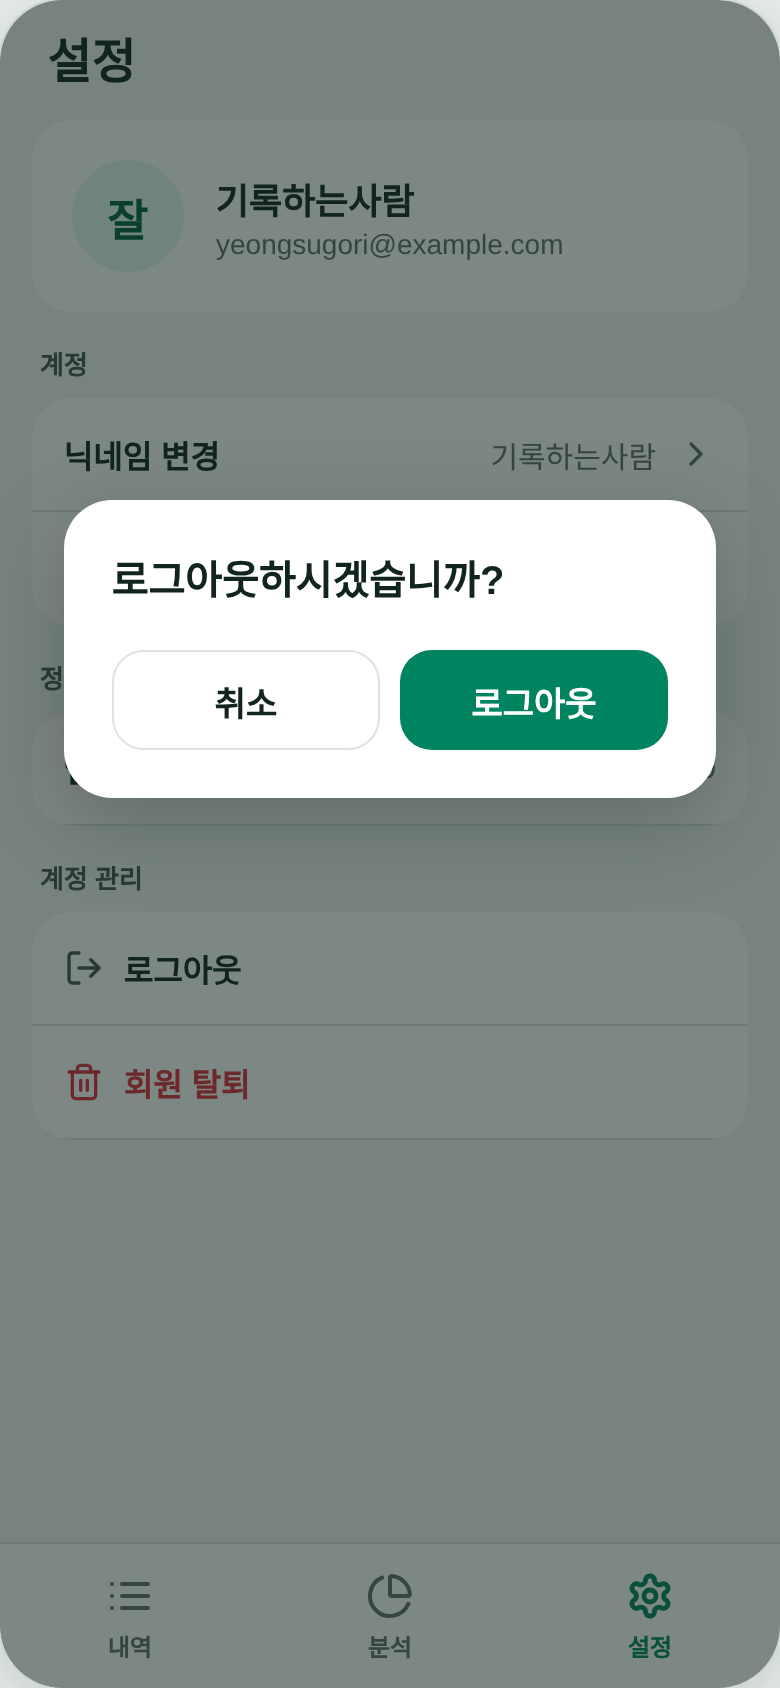 설정
잘
기록하는사람
yeongsugori@example.com
계정
닉네임 변경
기록하는사람
로그아웃하시겠습니까?
취소
로그아웃
정
계정 관리
로그아웃
회원 탈퇴
내역
분석
설정